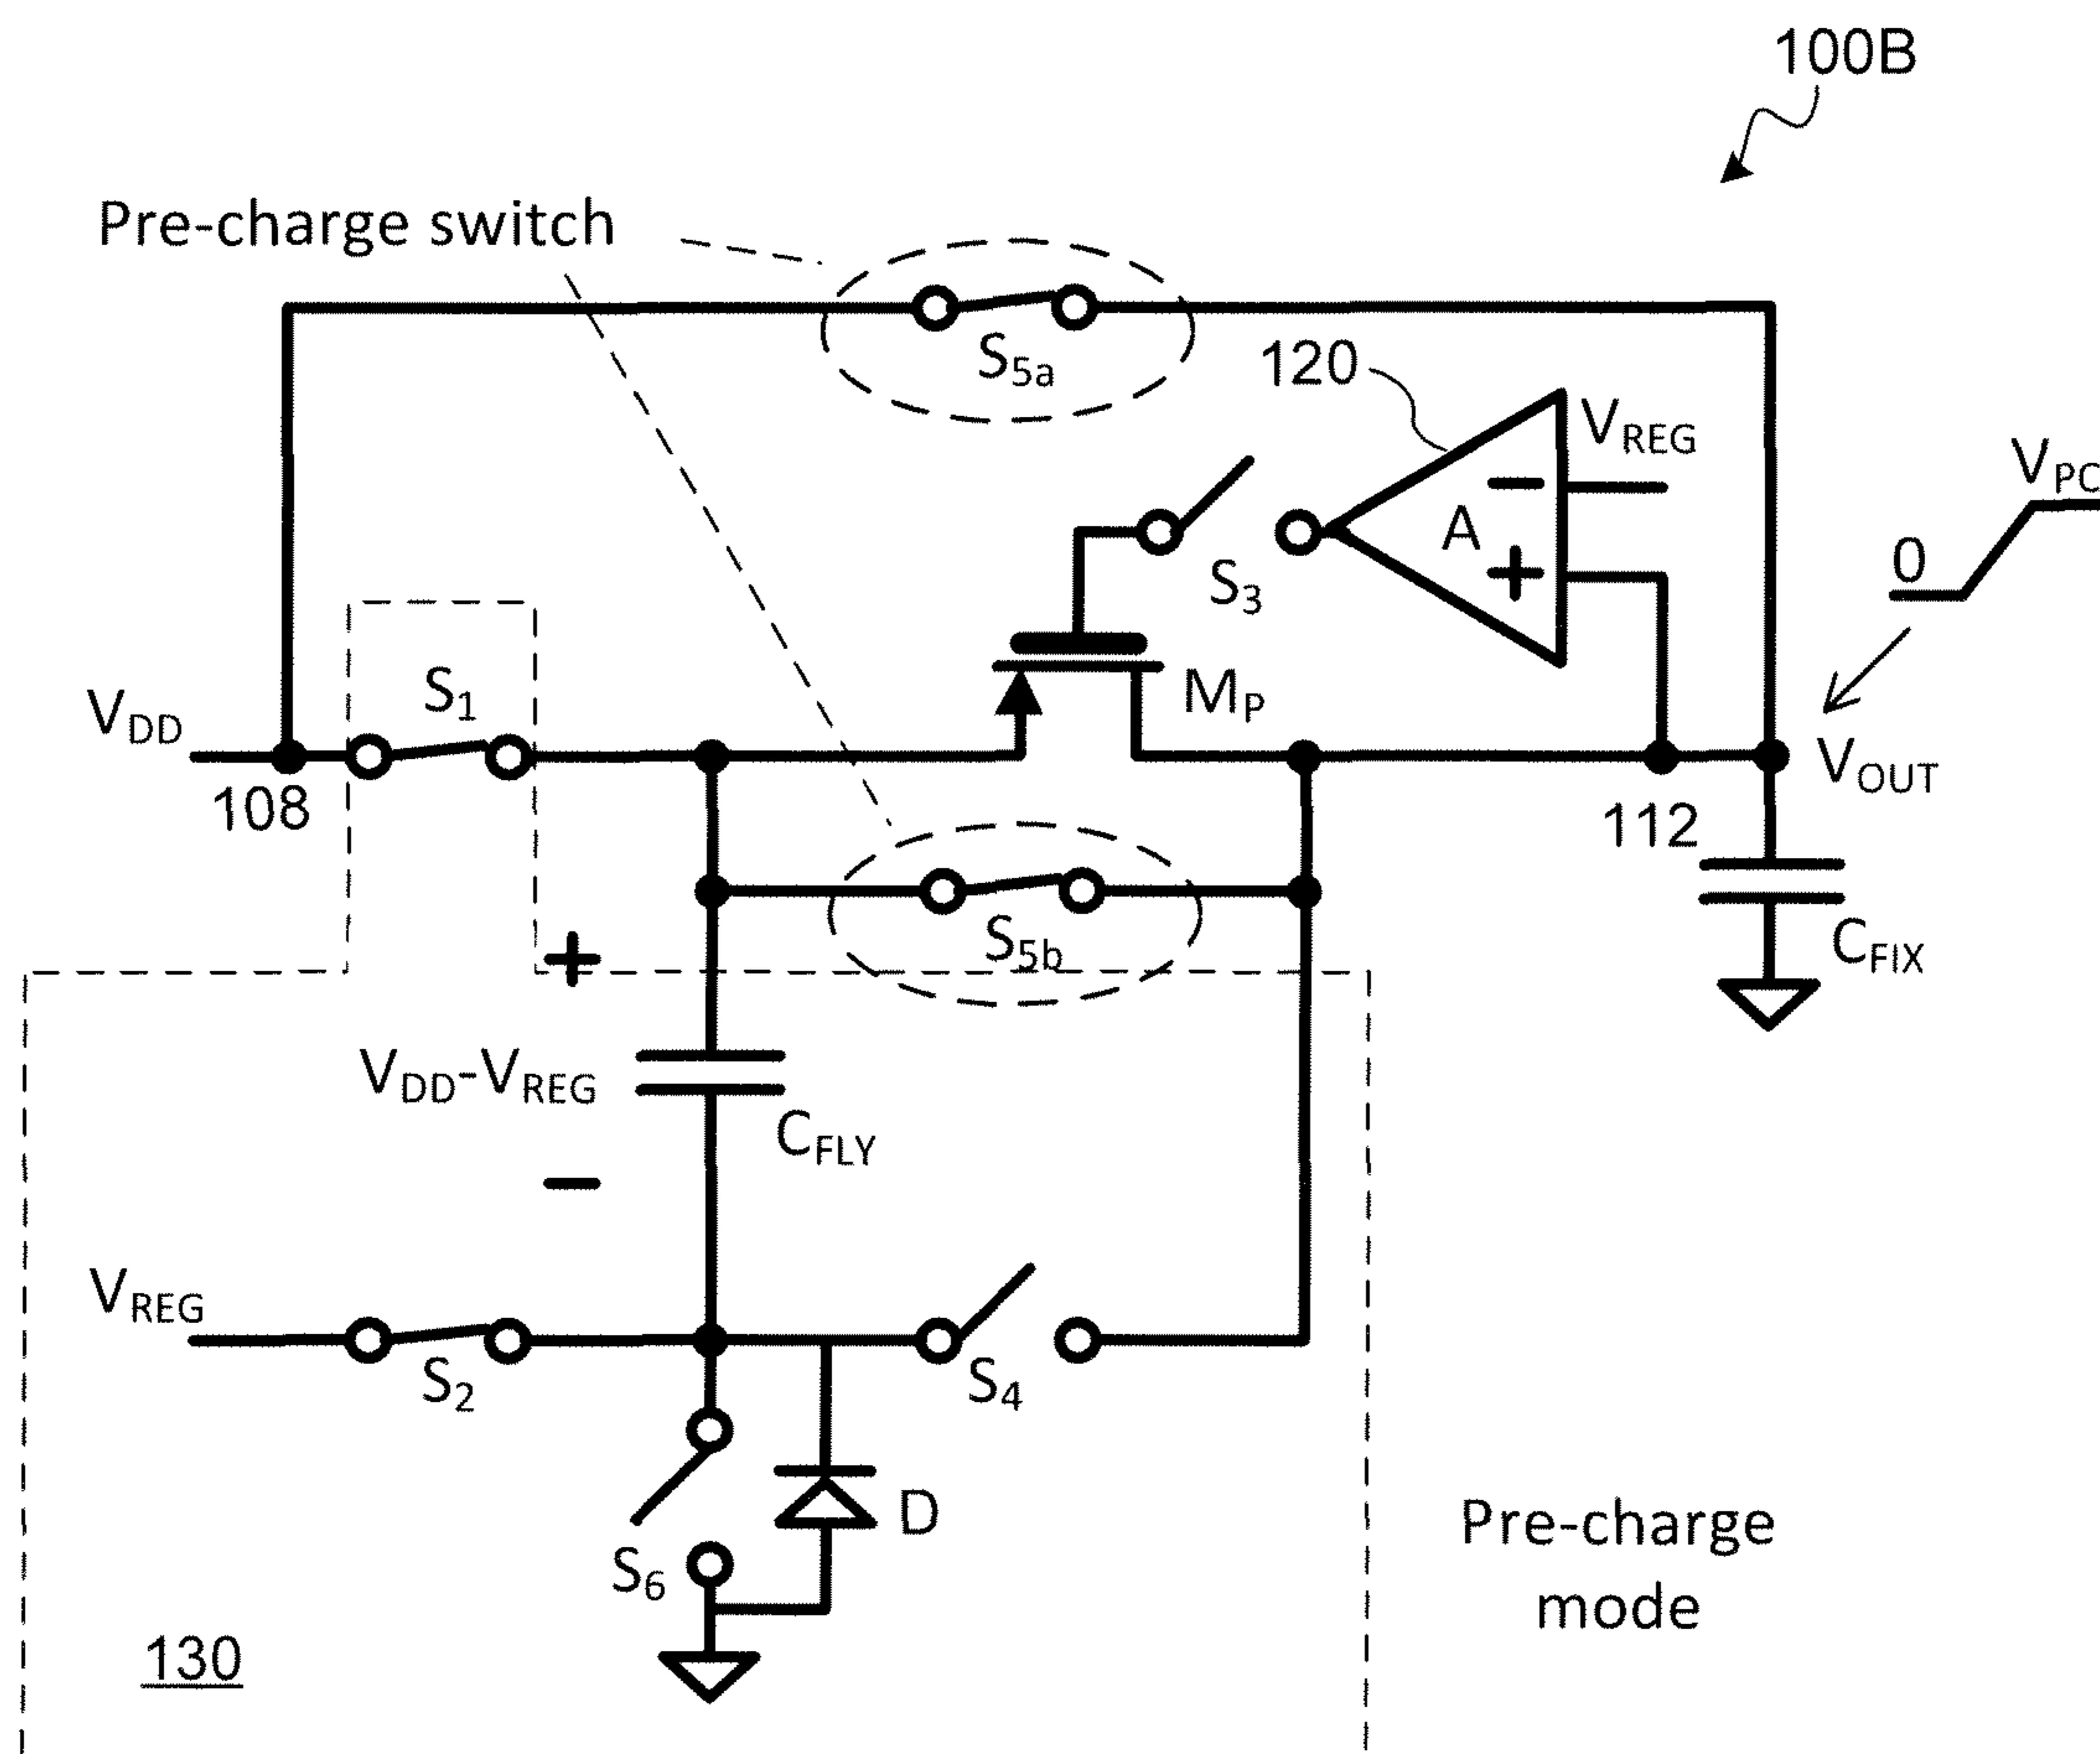 100B
Pre-charge switch
S5a
120
VREG
VPC
−
A
+
0
S3
S1
MP
VDD
VOUT
108
112
S5b
CFIX
+
VDD-VREG
CFLY
−
VREG
S2
S4
D
S6
Pre-charge
mode
130